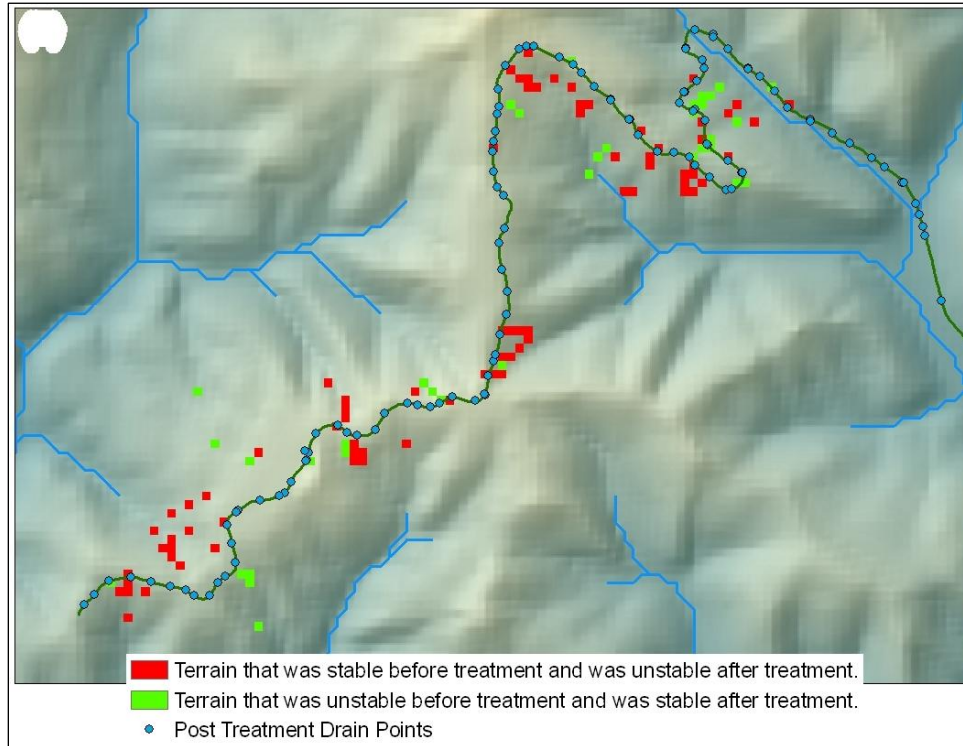 Terrain that was stable before treatment and was unstable after treatment.
Terrain that was unstable before treatment and was stable after treatment.
Post Treatment Drain Points